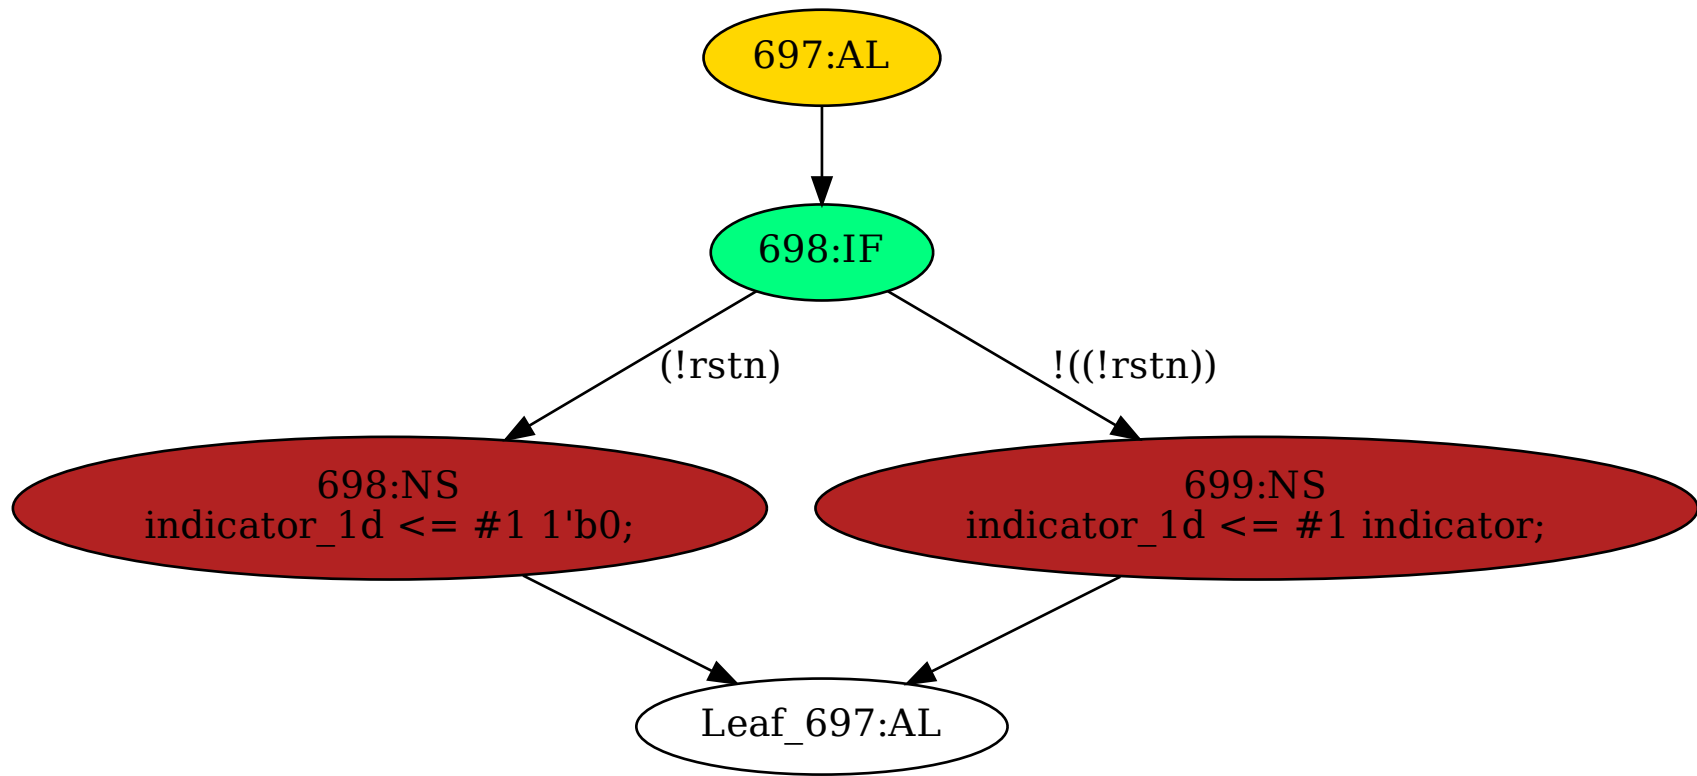 697:AL
698:IF
(!rstn)
!((!rstn))
698:NS
indicator_1d <= #1 1'b0;
699:NS
indicator_1d <= #1 indicator;
Leaf_697:AL